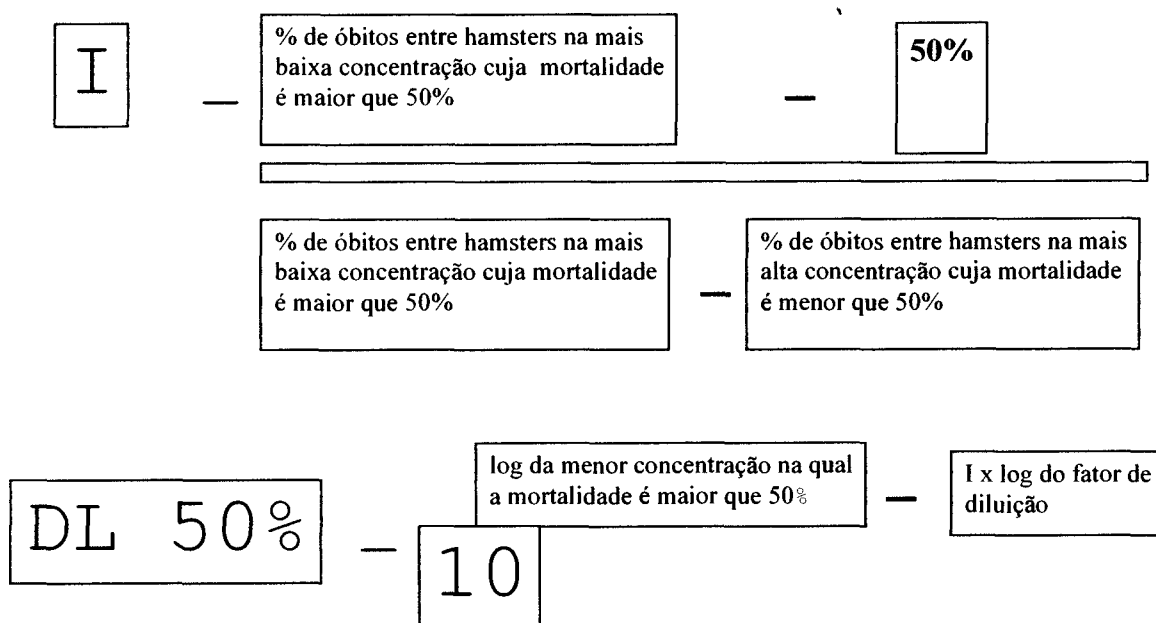 I
—
% de óbitos entre hamsters na mais
baixa concentração cuja mortalidade
é maior que 50%
—
50%
% de óbitos entre hamsters na mais
baixa concentração cuja mortalidade
é maior que 50%
—
% de óbitos entre hamsters na mais
alta concentração cuja mortalidade
é menor que 50%
DL 50%
—
10
log da menor concentração na qual
a mortalidade é maior que 50%
—
I x log do fator de
diluição